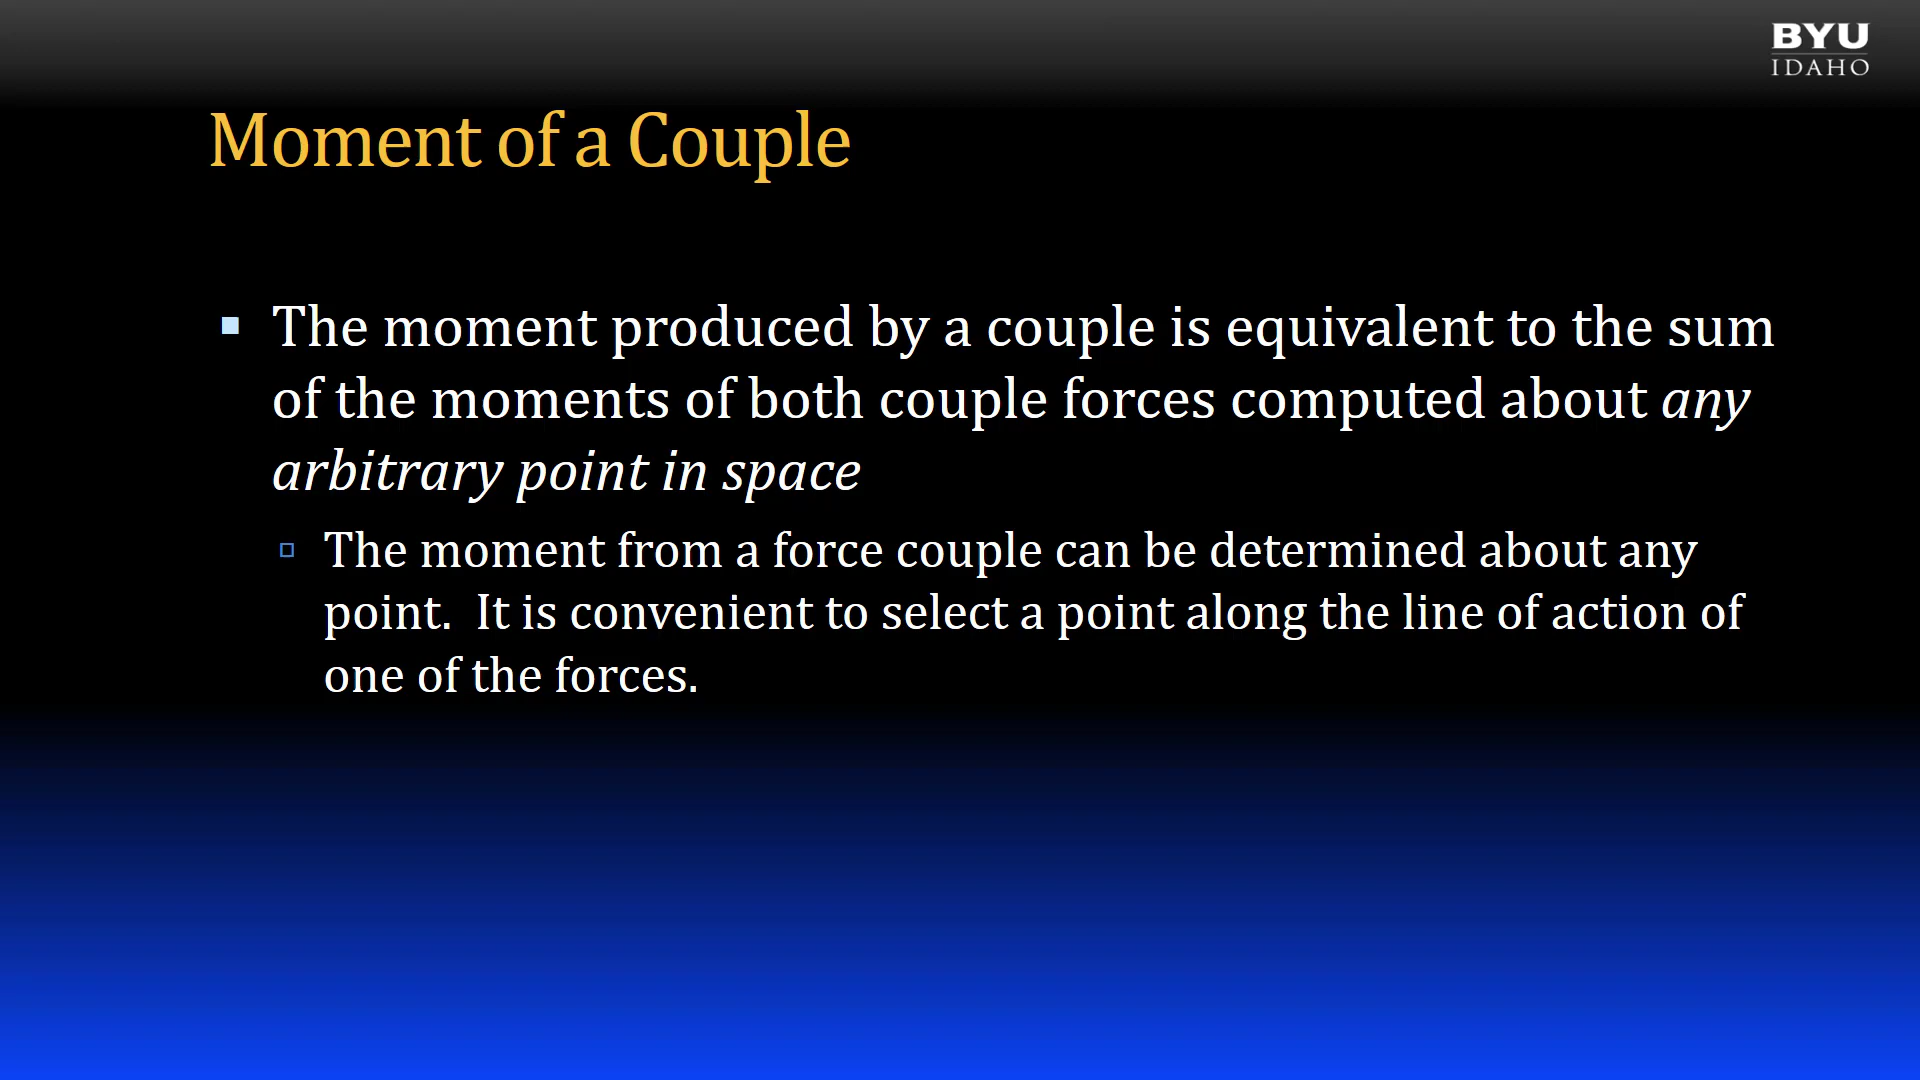 BYU
IDAHO
Moment of a Couple
The moment produced by a couple is equivalent to the sum
of the moments of both couple forces computed about any
arbitrary point in space
The moment from a force couple can be determined about any
point.  It is convenient to select a point along the line of action of
one of the forces.